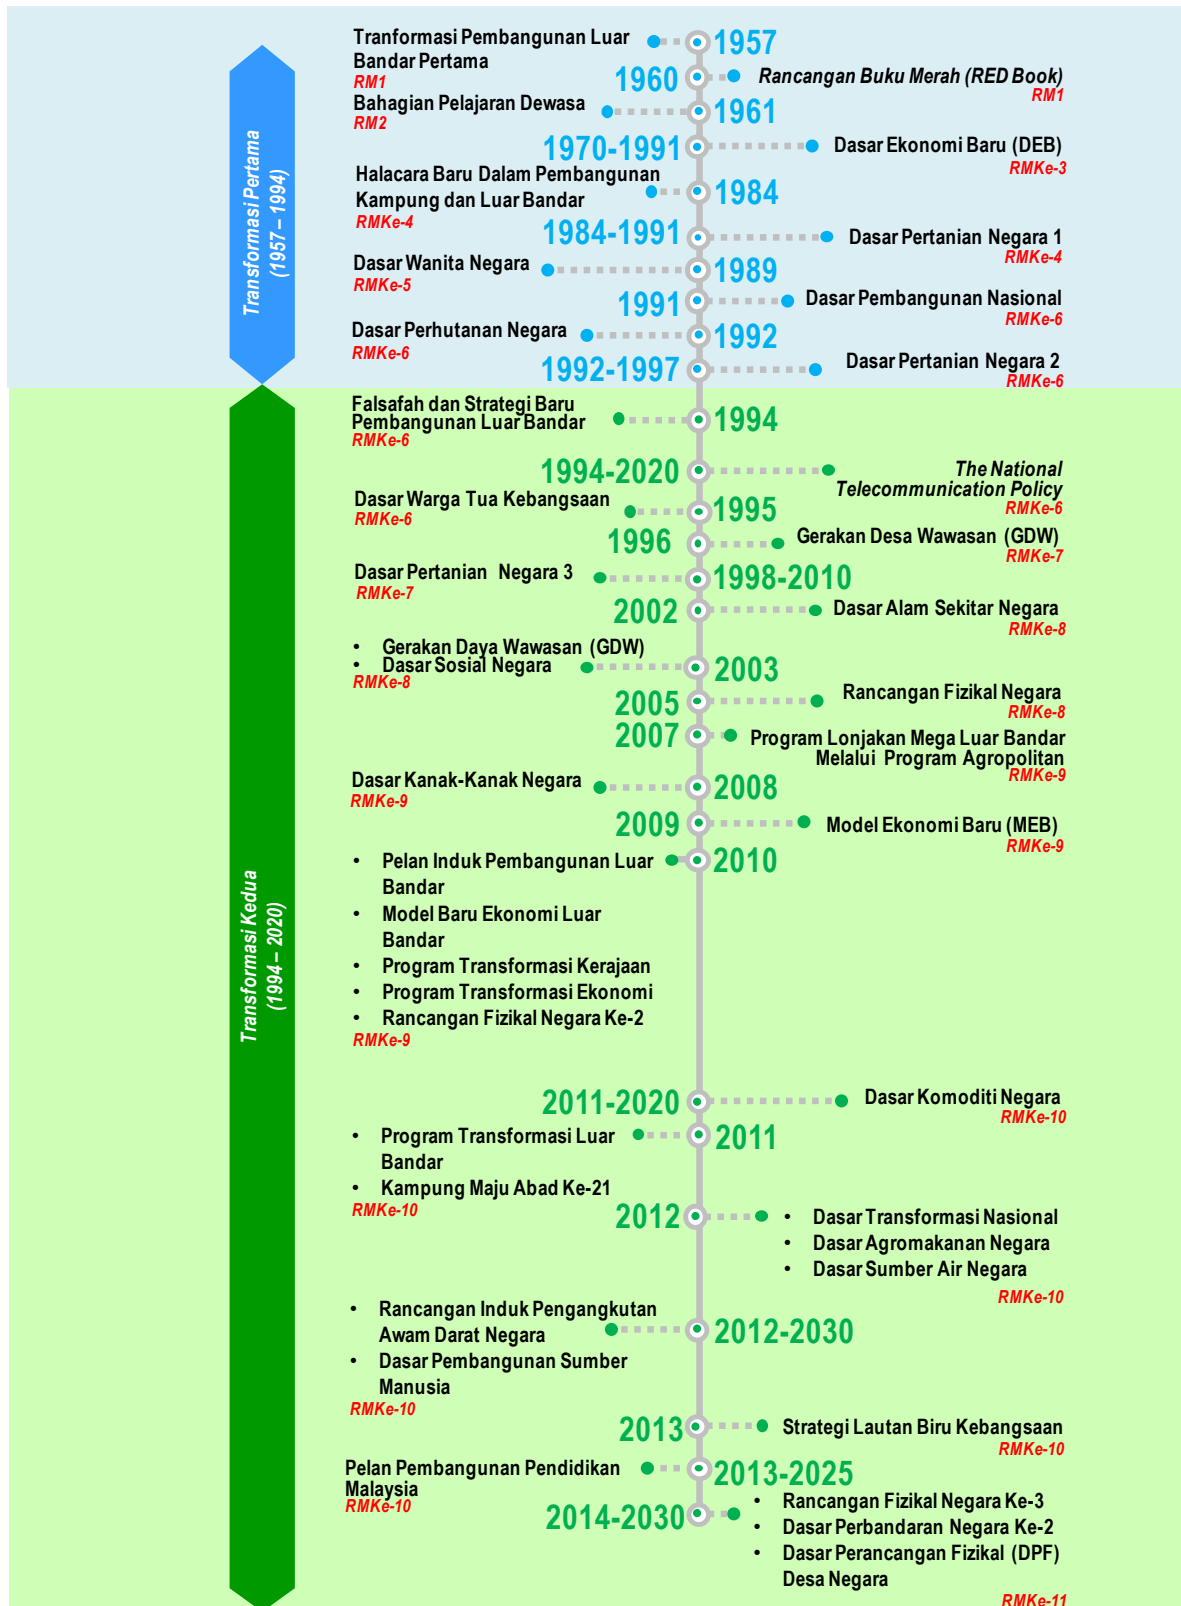 Transformasi Pertama
(1957 – 1994)
Tranformasi Pembangunan Luar
Bandar Pertama
RM1
1957
1960
Rancangan Buku Merah (RED Book)
RM1
Bahagian Pelajaran Dewasa
RM2
1961
1970-1991
Dasar Ekonomi Baru (DEB)
RMKe-3
Halacara Baru Dalam Pembangunan
Kampung dan Luar Bandar
RMKe-4
1984
1984-1991
Dasar Pertanian Negara 1
RMKe-4
Dasar Wanita Negara
RMKe-5
1989
1991
Dasar Pembangunan Nasional
RMKe-6
Dasar Perhutanan Negara
RMKe-6
1992
1992-1997
Dasar Pertanian Negara 2
RMKe-6
Transformasi Kedua
(1994 – 2020)
Falsafah dan Strategi Baru
Pembangunan Luar Bandar
RMKe-6
1994
1994-2020
The National
Telecommunication Policy
RMKe-6
Dasar Warga Tua Kebangsaan
RMKe-6
1995
1996
Gerakan Desa Wawasan (GDW)
RMKe-7
Dasar Pertanian Negara 3
RMKe-7
1998-2010
2002
Dasar Alam Sekitar Negara
RMKe-8
• Gerakan Daya Wawasan (GDW)
• Dasar Sosial Negara
RMKe-8
2003
2005
Rancangan Fizikal Negara
RMKe-8
2007
Program Lonjakan Mega Luar Bandar
Melalui Program Agropolitan
RMKe-9
Dasar Kanak-Kanak Negara
RMKe-9
2008
2009
Model Ekonomi Baru (MEB)
RMKe-9
2010
• Pelan Induk Pembangunan Luar
Bandar
• Model Baru Ekonomi Luar
Bandar
• Program Transformasi Kerajaan
• Program Transformasi Ekonomi
• Rancangan Fizikal Negara Ke-2
RMKe-9
2011-2020
Dasar Komoditi Negara
RMKe-10
2011
• Program Transformasi Luar
Bandar
• Kampung Maju Abad Ke-21
RMKe-10
2012
• Dasar Transformasi Nasional
• Dasar Agromakanan Negara
• Dasar Sumber Air Negara
RMKe-10
• Rancangan Induk Pengangkutan
Awam Darat Negara
• Dasar Pembangunan Sumber
Manusia
RMKe-10
2012-2030
2013
Strategi Lautan Biru Kebangsaan
RMKe-10
Pelan Pembangunan Pendidikan
Malaysia
RMKe-10
2013-2025
2014-2030
• Rancangan Fizikal Negara Ke-3
• Dasar Perbandaran Negara Ke-2
• Dasar Perancangan Fizikal (DPF)
Desa Negara
RMKe-11